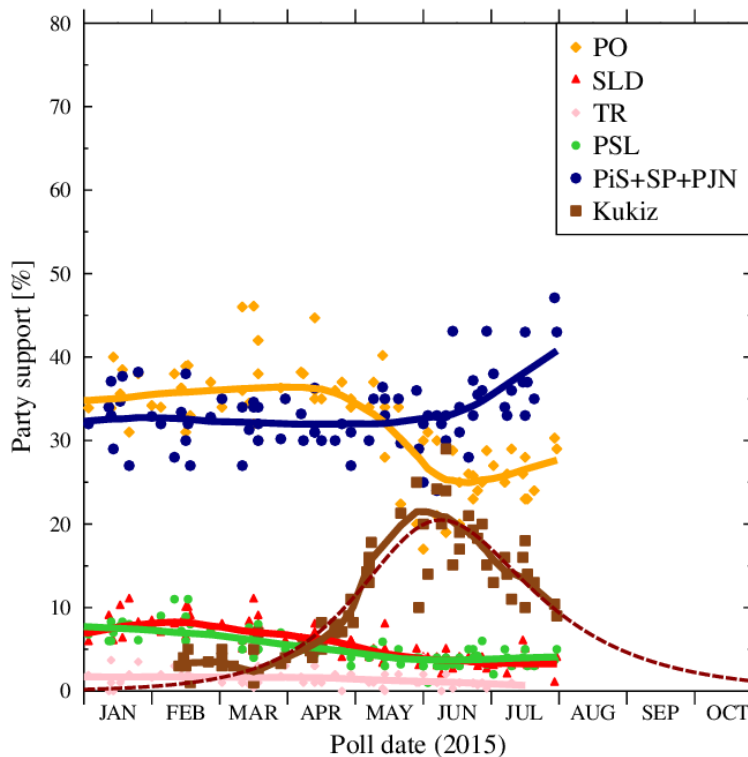 80
70
60
50
40
30
20
10
0
Party support [%]
PO
SLD
TR
PSL
PiS+SP+PJN
Kukiz
JAN FEB MAR APR MAY JUN JUL AUG SEP OCT
Poll date (2015)